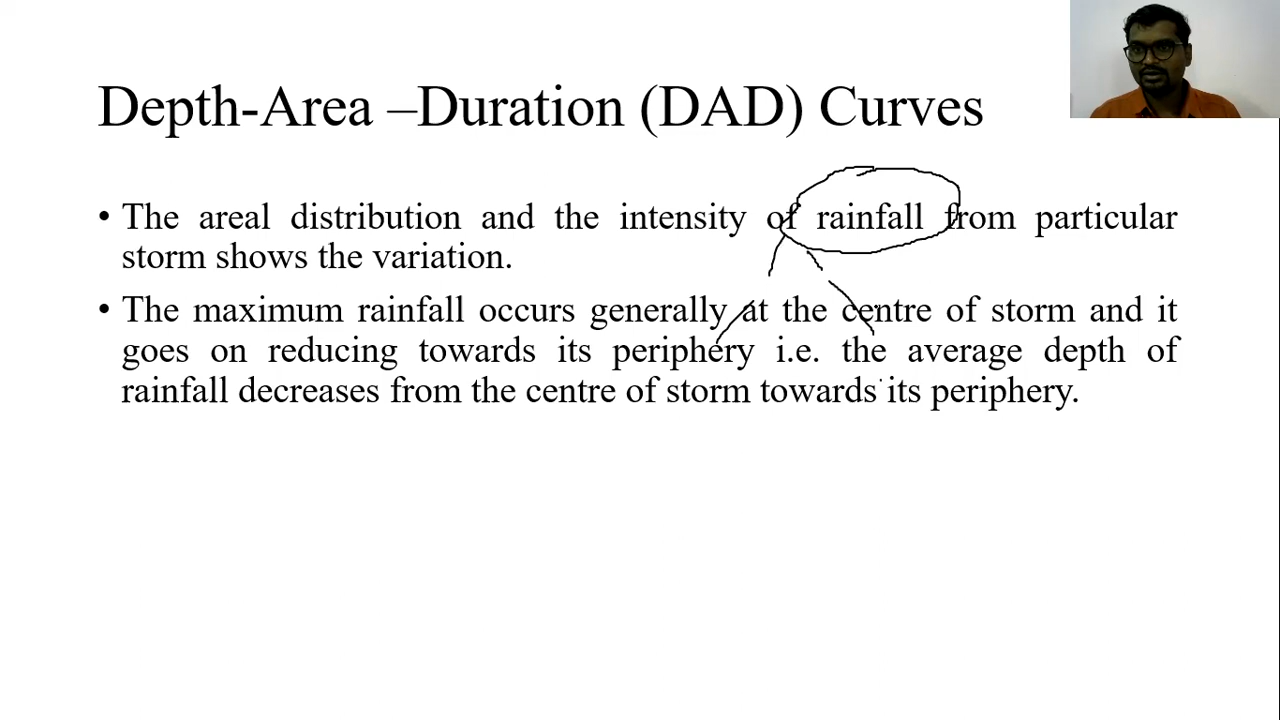 Depth-Area –Duration (DAD) Curves
• The areal distribution and the intensity of rainfall from particular
storm shows the variation.
• The maximum rainfall occurs generally at the centre of storm and it
goes on reducing towards its periphery i.e. the average depth of
rainfall decreases from the centre of storm towards its periphery.